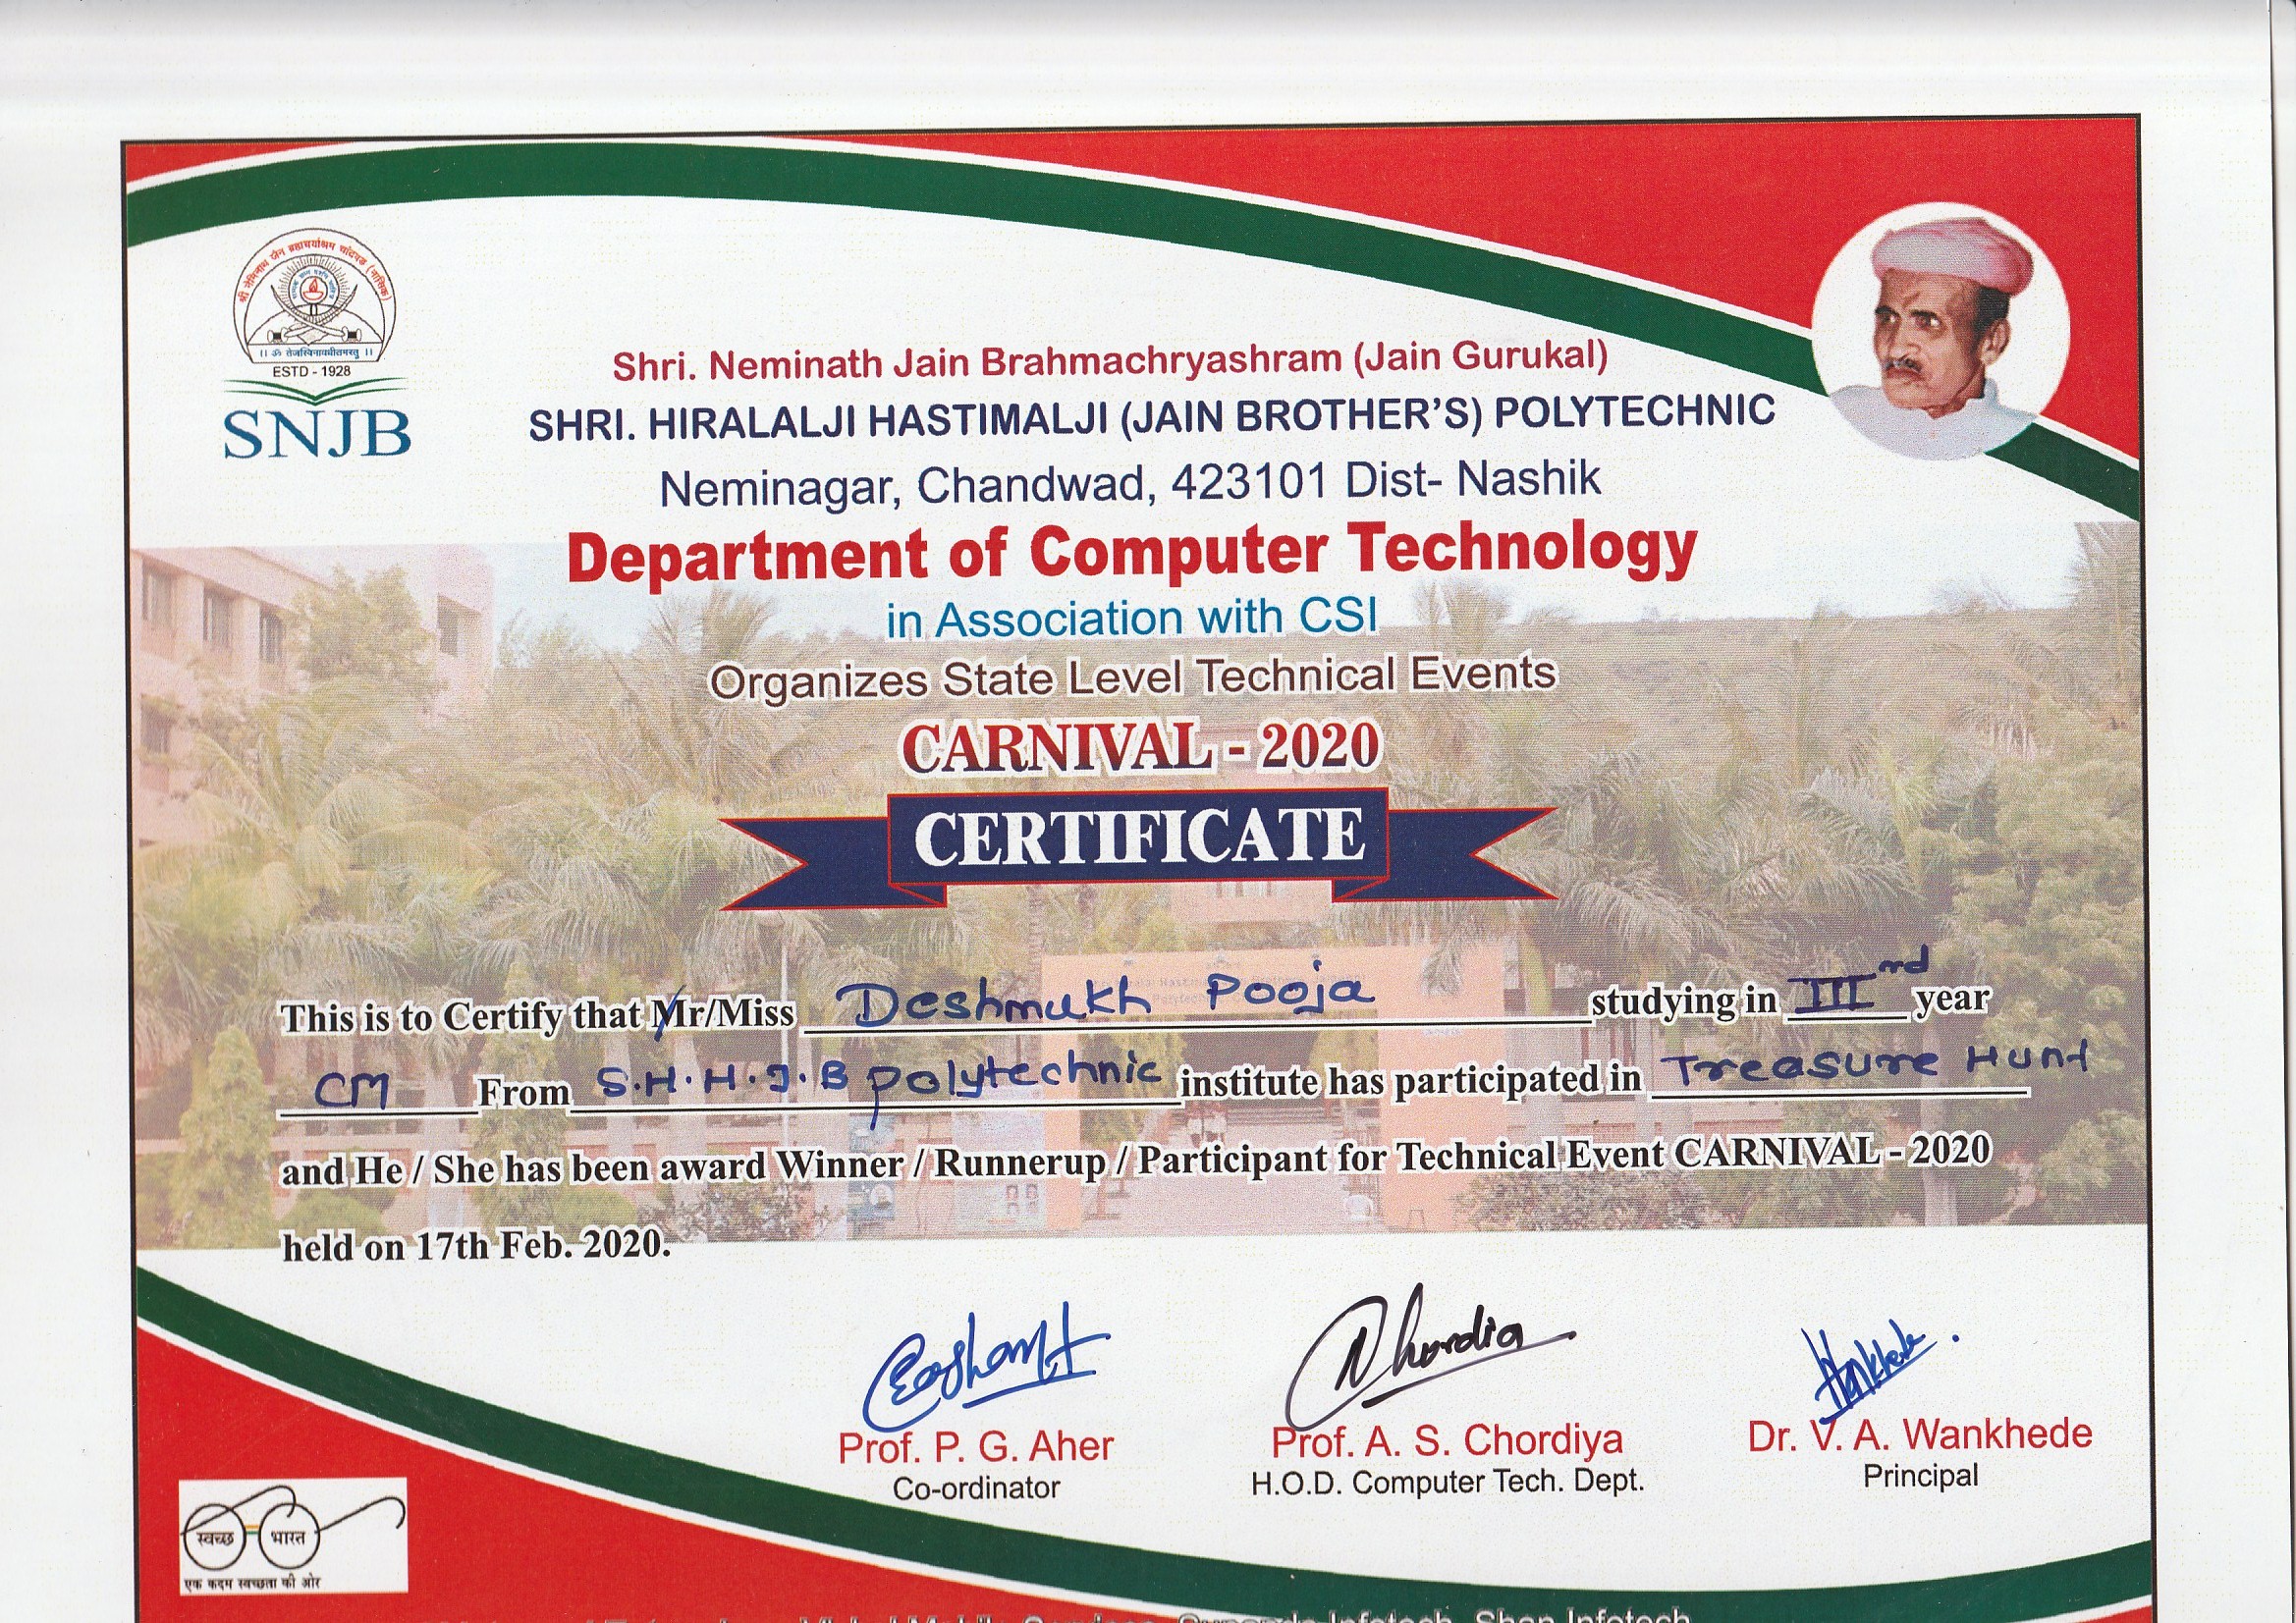 श्री नेमिनाथ जैन ब्रह्मचर्याश्रम चांदवड (नासिक)
।। ॐ तेजस्विनावधीतमस्तु ।।
ESTD - 1928
SNJB
Shri. Neminath Jain Brahmachryashram (Jain Gurukal)
SHRI. HIRALALJI HASTIMALJI (JAIN BROTHER'S) POLYTECHNIC
Neminagar, Chandwad, 423101 Dist- Nashik
Department of Computer Technology
in Association with CSI
Organizes State Level Technical Events
CARNIVAL - 2020
CERTIFICATE
This is to Certify that Mr/Miss Deshmukh Pooja studying in III nd year
CM From S.H.H.J.B polytechnic institute has participated in Treasure Hunt
and He / She has been award Winner / Runnerup / Participant for Technical Event CARNIVAL - 2020
held on 17th Feb. 2020.
Prof. P. G. Aher Prof. A. S. Chordiya Dr. V. A. Wankhede
Co-ordinator H.O.D. Computer Tech. Dept. Principal
स्वच्छ भारत
एक कदम स्वच्छता की ओर
Infotech, Shan Infotech